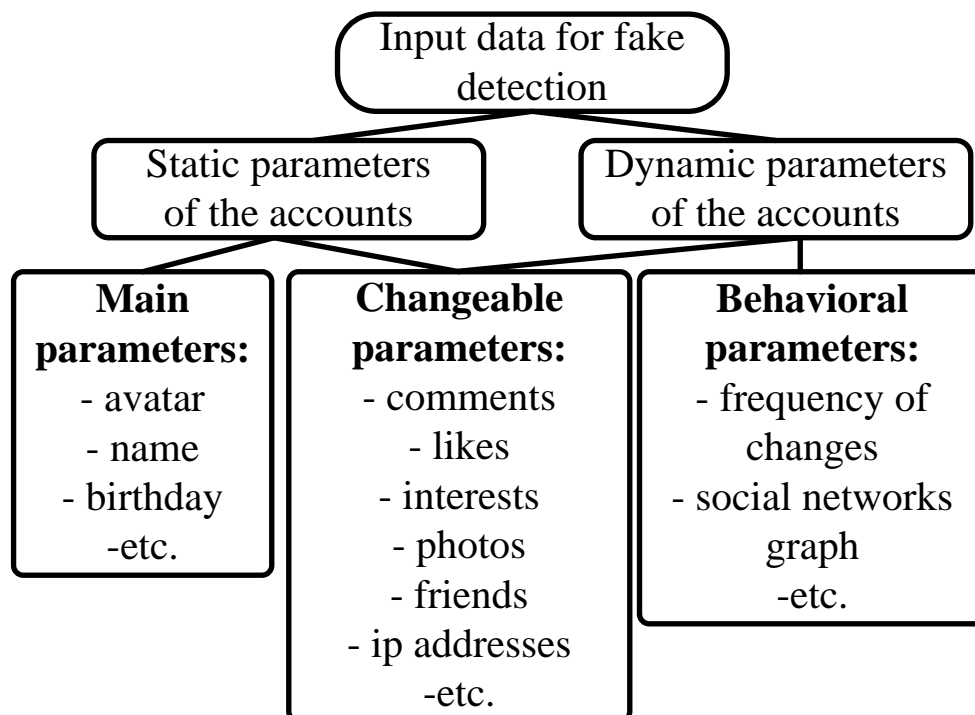 Input data for fake
detection
Static parameters
of the accounts
Dynamic parameters
of the accounts
Main
parameters:
- avatar
- name
- birthday
-etc.
Changeable
parameters:
- comments
- likes
- interests
- photos
- friends
- ip addresses
-etc.
Behavioral
parameters:
- frequency of
changes
- social networks
graph
-etc.